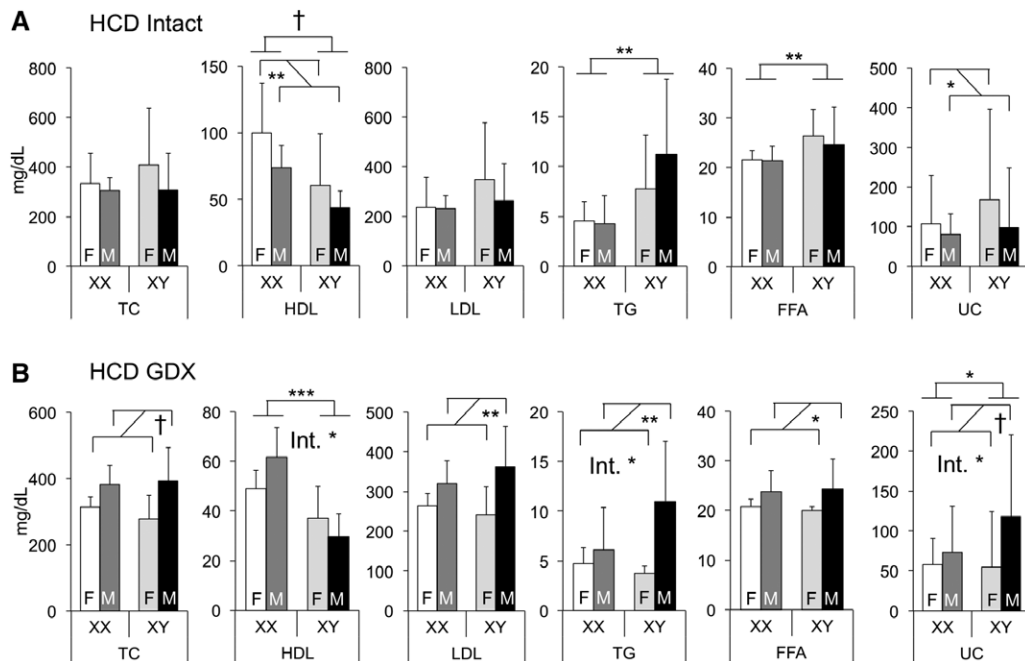 A HCD Intact
mg/dL
800
600
400
200
0
F M F M
XX XY
TC
†
**
150
100
50
0
F M F M
XX XY
HDL
800
600
400
200
0
F M F M
XX XY
LDL
**
20
15
10
5
0
F M F M
XX XY
TG
**
40
30
20
10
0
F M F M
XX XY
FFA
*
500
400
300
200
100
0
F M F M
XX XY
UC
B HCD GDX
mg/dL
†
600
400
300
200
0
F M F M
XX XY
TC
***
Int. *
80
60
40
20
0
F M F M
XX XY
HDL
**
500
400
300
200
100
0
F M F M
XX XY
LDL
**
Int. *
20
15
10
5
0
F M F M
XX XY
TG
*
40
30
20
10
0
F M F M
XX XY
FFA
*
†
Int. *
250
200
150
100
50
0
F M F M
XX XY
UC